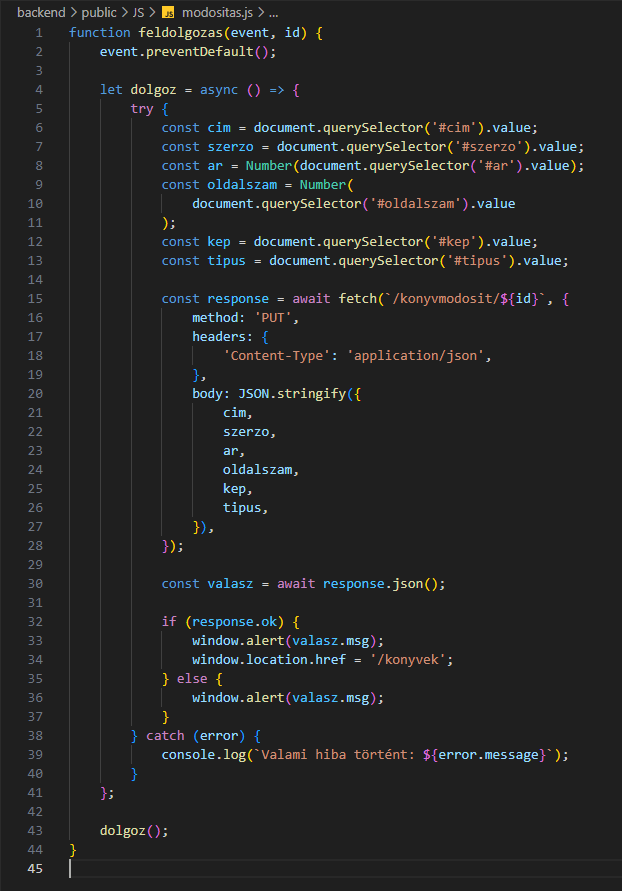 backend > public > JS > JS modositas.js > ...
1 function feldolgozas(event, id) {
2     event.preventDefault();
3
4     let dolgoz = async () => {
5         try {
6             const cim = document.querySelector('#cim').value;
7             const szerzo = document.querySelector('#szerzo').value;
8             const ar = Number(document.querySelector('#ar').value);
9             const oldalszam = Number(
10                 document.querySelector('#oldalszam').value
11             );
12             const kep = document.querySelector('#kep').value;
13             const tipus = document.querySelector('#tipus').value;
14
15             const response = await fetch(`/konyvmodosit/${id}`, {
16                 method: 'PUT',
17                 headers: {
18                     'Content-Type': 'application/json',
19                 },
20                 body: JSON.stringify({
21                     cim,
22                     szerzo,
23                     ar,
24                     oldalszam,
25                     kep,
26                     tipus,
27                 }),
28             });
29
30             const valasz = await response.json();
31
32             if (response.ok) {
33                 window.alert(valasz.msg);
34                 window.location.href = '/konyvek';
35             } else {
36                 window.alert(valasz.msg);
37             }
38         } catch (error) {
39             console.log(`Valami hiba történt: ${error.message}`);
40         }
41     };
42
43     dolgoz();
44 }
45